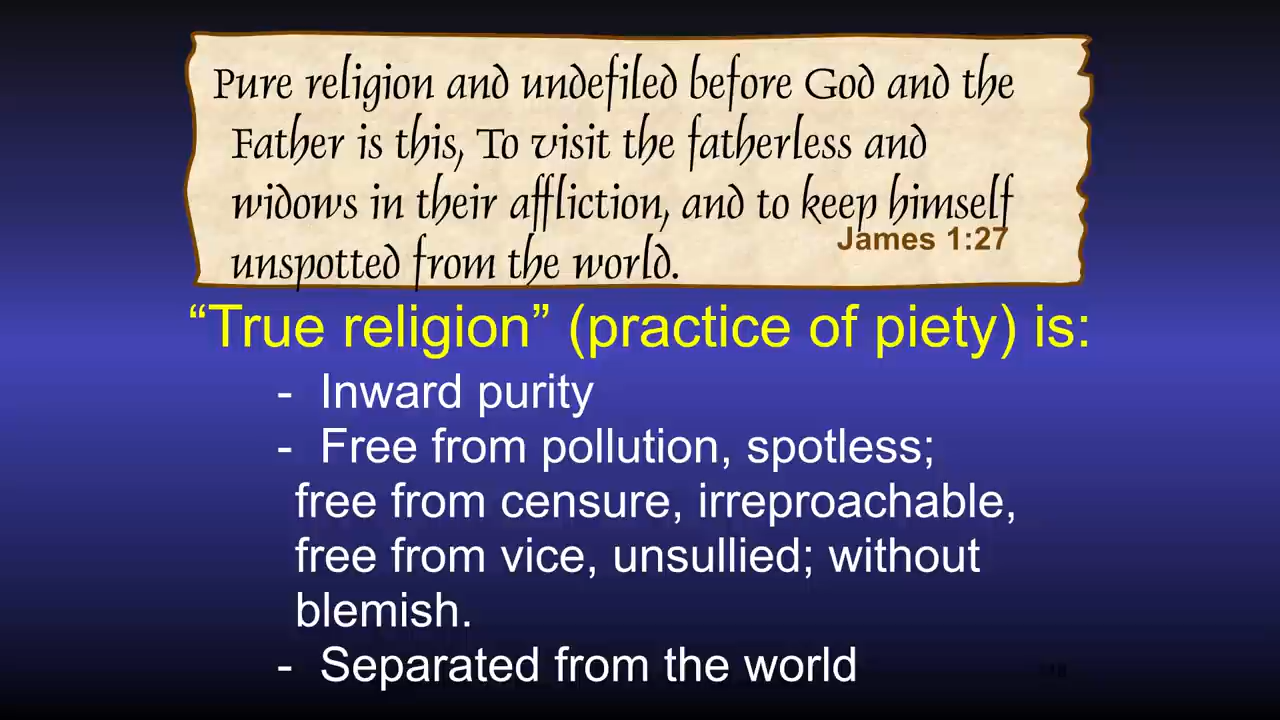 Pure religion and undefiled before God and the
Father is this, To visit the fatherless and
widows in their affliction, and to keep himself
James 1:27
unspotted from the world.
“True religion” (practice of piety) is:
- Inward purity
- Free from pollution, spotless;
free from censure, irreproachable,
free from vice, unsullied; without
blemish.
- Separated from the world